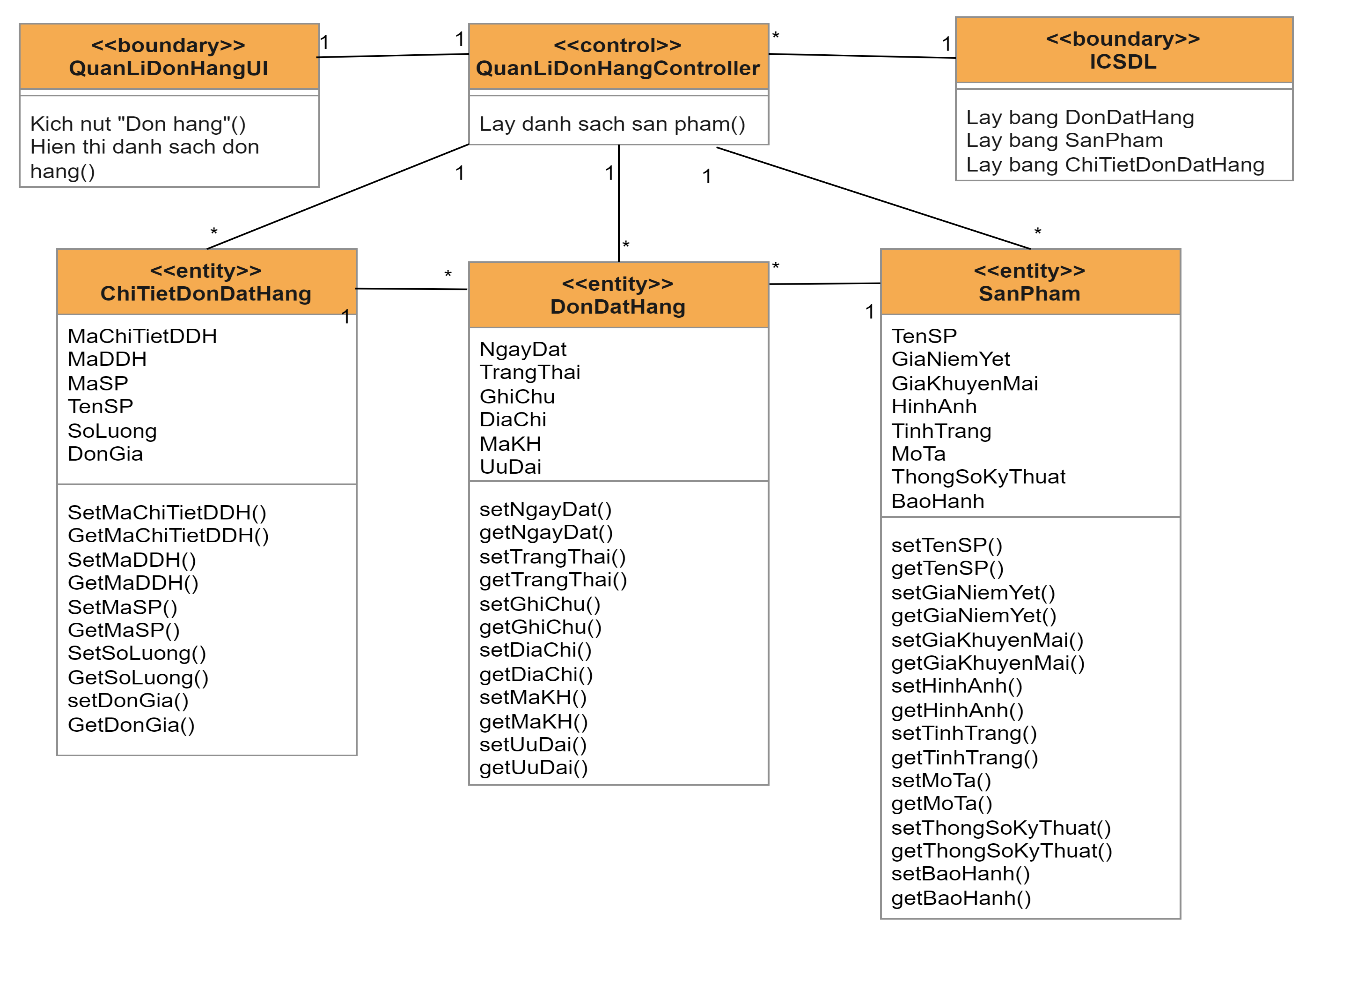 <<boundary>>
QuanLiDonHangUI
Kich nut "Don hang"()
Hien thi danh sach don
hang()
1
1
<<control>>
QuanLiDonHangController
Lay danh sach san pham()
*
1
<<boundary>>
ICSDL
Lay bang DonDatHang
Lay bang SanPham
Lay bang ChiTietDonDatHang
1
1
1
*
*
*
<<entity>>
ChiTietDonDatHang
1
*
MaChiTietDDH
MaDDH
MaSP
TenSP
SoLuong
DonGia
SetMaChiTietDDH()
GetMaChiTietDDH()
SetMaDDH()
GetMaDDH()
SetMaSP()
GetMaSP()
SetSoLuong()
GetSoLuong()
setDonGia()
GetDonGia()
<<entity>>
DonDatHang
*
1
NgayDat
TrangThai
GhiChu
DiaChi
MaKH
UuDai
setNgayDat()
getNgayDat()
setTrangThai()
getTrangThai()
setGhiChu()
getGhiChu()
setDiaChi()
getDiaChi()
setMaKH()
getMaKH()
setUuDai()
getUuDai()
<<entity>>
SanPham
TenSP
GiaNiemYet
GiaKhuyenMai
HinhAnh
TinhTrang
MoTa
ThongSoKyThuat
BaoHanh
setTenSP()
getTenSP()
setGiaNiemYet()
getGiaNiemYet()
setGiaKhuyenMai()
getGiaKhuyenMai()
setHinhAnh()
getHinhAnh()
setTinhTrang()
getTinhTrang()
setMoTa()
getMoTa()
setThongSoKyThuat()
getThongSoKyThuat()
setBaoHanh()
getBaoHanh()